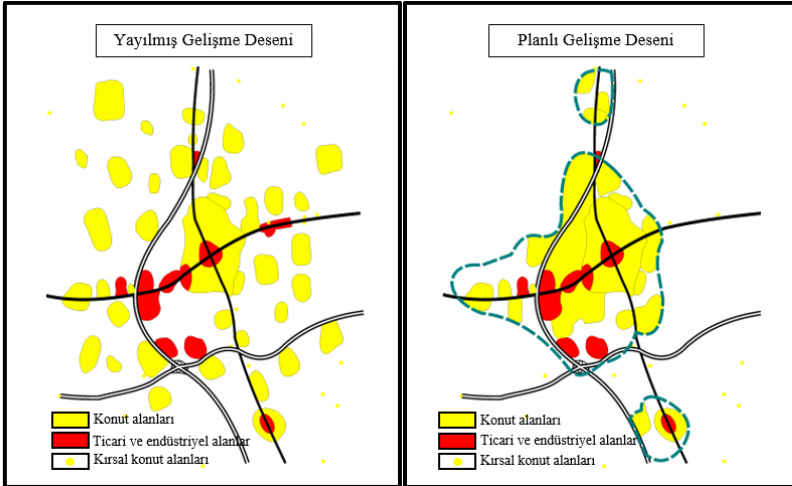 Yayılmış Gelişme Deseni
Konut alanları
Ticari ve endüstriyel alanlar
Kırsal konut alanları
Planlı Gelişme Deseni
Konut alanları
Ticari ve endüstriyel alanlar
Kırsal konut alanları